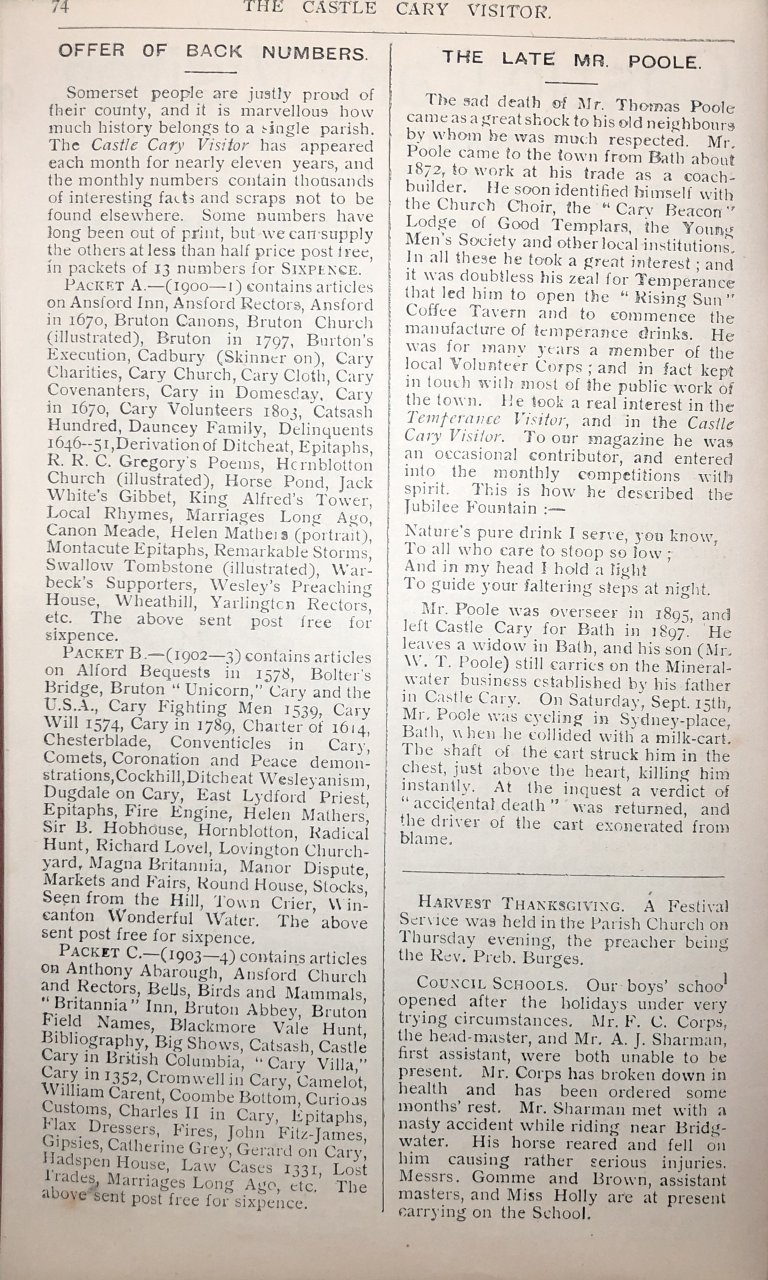 74
THE CASTLE CARY VISITOR.
OFFER OF BACK NUMBERS.
Somerset people are justly proud of
their county, and it is marvellous how
much history belongs to a single parish.
The Castle Cary Visitor has appeared
each month for nearly eleven years, and
the monthly numbers contain thousands
of interesting facts and scraps not to be
found elsewhere. Some numbers have
long been out of print, but we can supply
the others at less than half price post free,
in packets of 13 numbers for SIXPENCE.
PACKET A.—(1900—1) contains articles
on Ansford Inn, Ansford Rectors, Ansford
in 1670, Bruton Canons, Bruton Church
(illustrated), Bruton in 1797, Burton's
Execution, Cadbury (Skinner on), Cary
Charities, Cary Church, Cary Cloth, Cary
Covenanters, Cary in Domesday, Cary
in 1670, Cary Volunteers 1803, Catsash
Hundred, Dauncey Family, Delinquents
1646--51, Derivation of Ditcheat, Epitaphs,
R. R. C. Gregory's Poems, Hornblotton
Church (illustrated), Horse Pond, Jack
White's Gibbet, King Alfred's Tower,
Local Rhymes, Marriages Long Ago,
Canon Meade, Helen Mathers (portrait),
Montacute Epitaphs, Remarkable Storms,
Swallow Tombstone (illustrated), War-
beck's Supporters, Wesley's Preaching
House, Wheathill, Yarlington Rectors,
etc. The above sent post free for
sixpence.
PACKET B.—(1902—3) contains articles
on Alford Bequests in 1578, Bolter's
Bridge, Bruton "Unicorn," Cary and the
U.S.A., Cary Fighting Men 1539, Cary
Will 1574, Cary in 1789, Charter of 1614,
Chesterblade, Conventicles in Cary,
Comets, Coronation and Peace demon-
strations, Cockhill, Ditcheat Wesleyanism,
Dugdale on Cary, East Lydford Priest,
Epitaphs, Fire Engine, Helen Mathers,
Sir B. Hobhouse, Hornblotton, Radical
Hunt, Richard Lovel, Lovington Church-
yard, Magna Britannia, Manor Dispute,
Markets and Fairs, Round House, Stocks,
Seen from the Hill, Town Crier, Win-
canton Wonderful Water. The above
sent post free for sixpence.
PACKET C.—(1903—4) contains articles
on Anthony Abarough, Ansford Church
and Rectors, Bells, Birds and Mammals,
"Britannia" Inn, Bruton Abbey, Bruton
Field Names, Blackmore Vale Hunt,
Bibliography, Big Shows, Catsash, Castle
Cary in British Columbia, "Cary Villa,"
Cary in 1352, Cromwell in Cary, Camelot,
William Carent, Coombe Bottom, Curious
Customs, Charles II in Cary, Epitaphs,
Flax Dressers, Fires, John Fitz-James,
Gipsies, Catherine Grey, Gerard on Cary,
Hadspen House, Law Cases 1331, Lost
Trades, Marriages Long Ago, etc. The
above sent post free for sixpence.
THE LATE MR. POOLE.
The sad death of Mr. Thomas Poole
came as a great shock to his old neighbours
by whom he was much respected. Mr.
Poole came to the town from Bath about
1872, to work at his trade as a coach-
builder. He soon identified himself with
the Church Choir, the "Cary Beacon"
Lodge of Good Templars, the Young
Men's Society and other local institutions.
In all these he took a great interest; and
it was doubtless his zeal for Temperance
that led him to open the "Rising Sun"
Coffee Tavern and to commence the
manufacture of temperance drinks. He
was for many years a member of the
local Volunteer Corps; and in fact kept
in touch with most of the public work of
the town. He took a real interest in the
Temperance Visitor, and in the Castle
Cary Visitor. To our magazine he was
an occasional contributor, and entered
into the monthly competitions with
spirit. This is how he described the
Jubilee Fountain :—
Nature's pure drink I serve, you know,
To all who care to stoop so low;
And in my head I hold a light
To guide your faltering steps at night.
Mr. Poole was overseer in 1895, and
left Castle Cary for Bath in 1897. He
leaves a widow in Bath, and his son (Mr.
W. T. Poole) still carries on the Mineral-
water business established by his father
in Castle Cary. On Saturday, Sept. 15th,
Mr. Poole was cycling in Sydney-place,
Bath, when he collided with a milk-cart.
The shaft of the cart struck him in the
chest, just above the heart, killing him
instantly. At the inquest a verdict of
"accidental death" was returned, and
the driver of the cart exonerated from
blame.
HARVEST THANKSGIVING. A Festival
Service was held in the Parish Church on
Thursday evening, the preacher being
the Rev. Preb. Burges.
COUNCIL SCHOOLS. Our boys' school
opened after the holidays under very
trying circumstances. Mr. F. C. Corps,
the head-master, and Mr. A. J. Sharman,
first assistant, were both unable to be
present. Mr. Corps has broken down in
health and has been ordered some
months' rest. Mr. Sharman met with a
nasty accident while riding near Bridg-
water. His horse reared and fell on
him causing rather serious injuries.
Messrs. Gomme and Brown, assistant
masters, and Miss Holly are at present
carrying on the School.